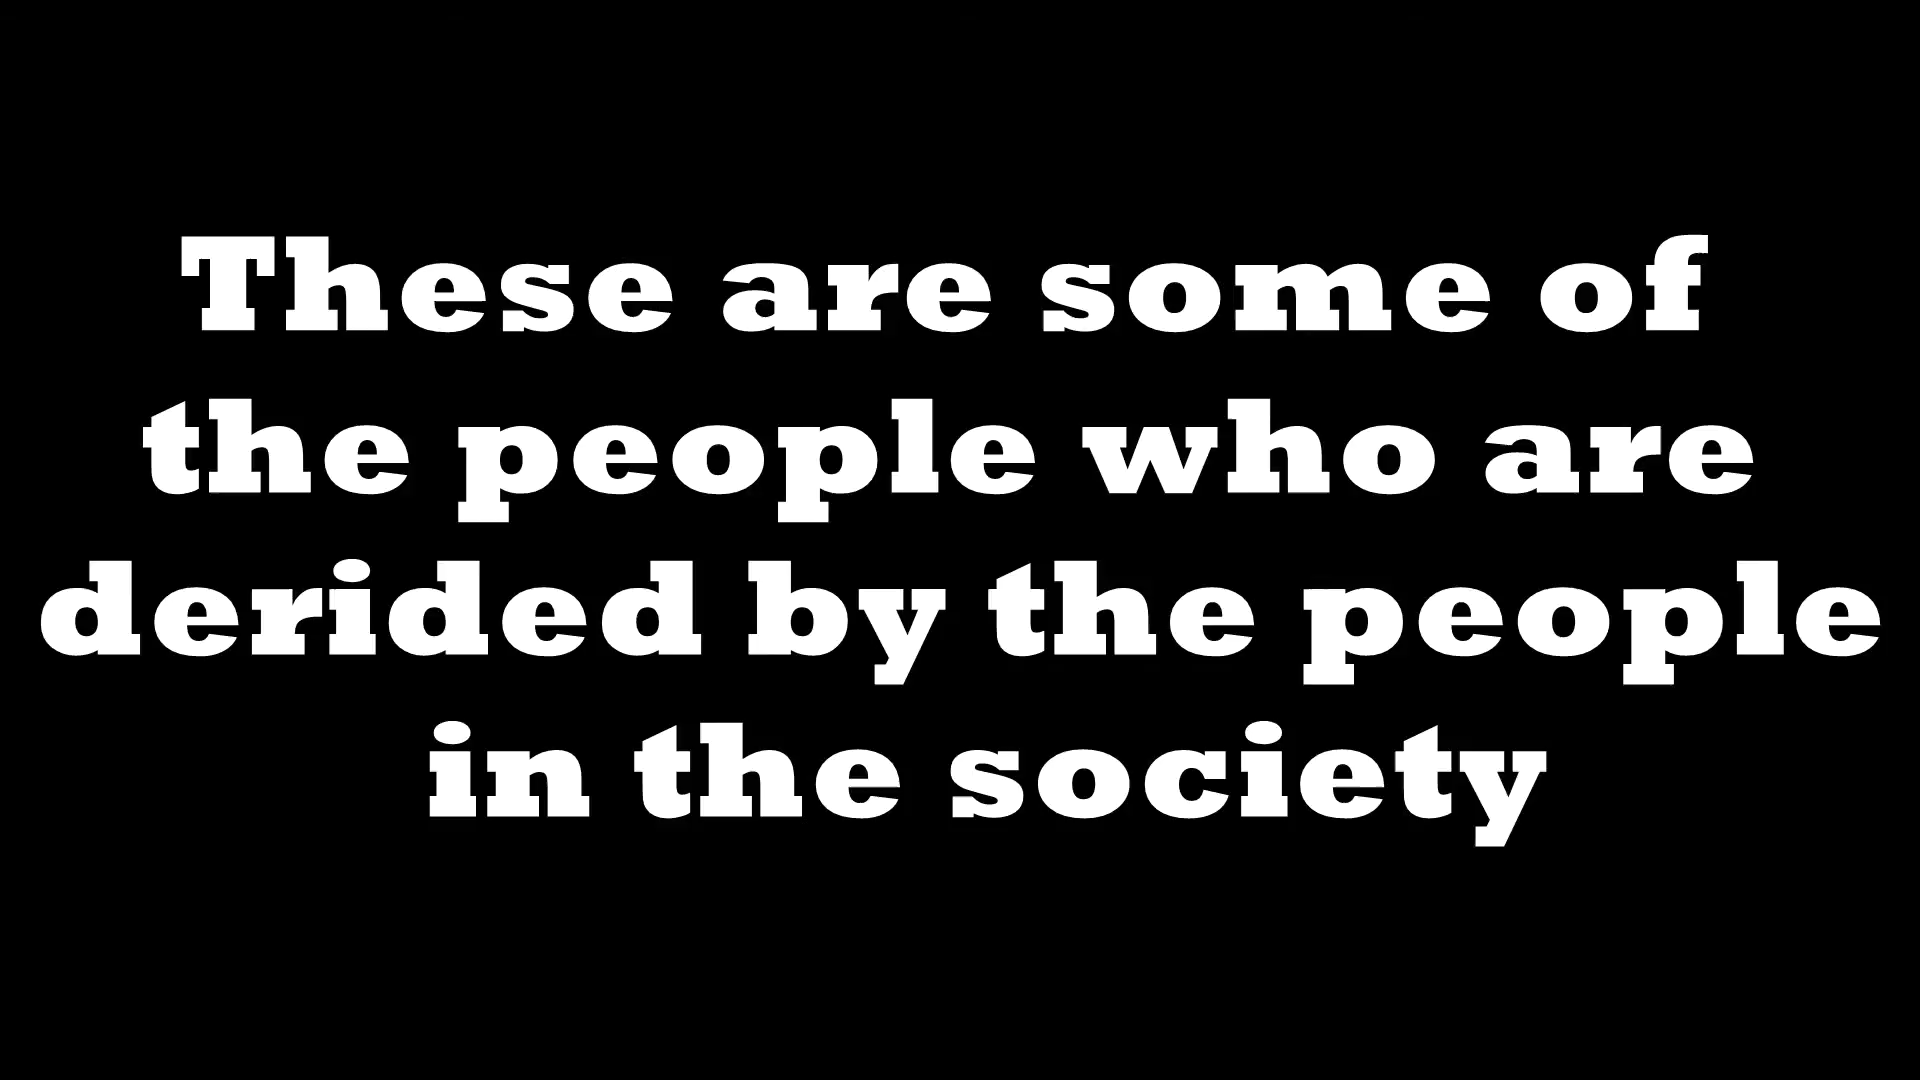 These are some of
the people who are
derided by the people
in the society